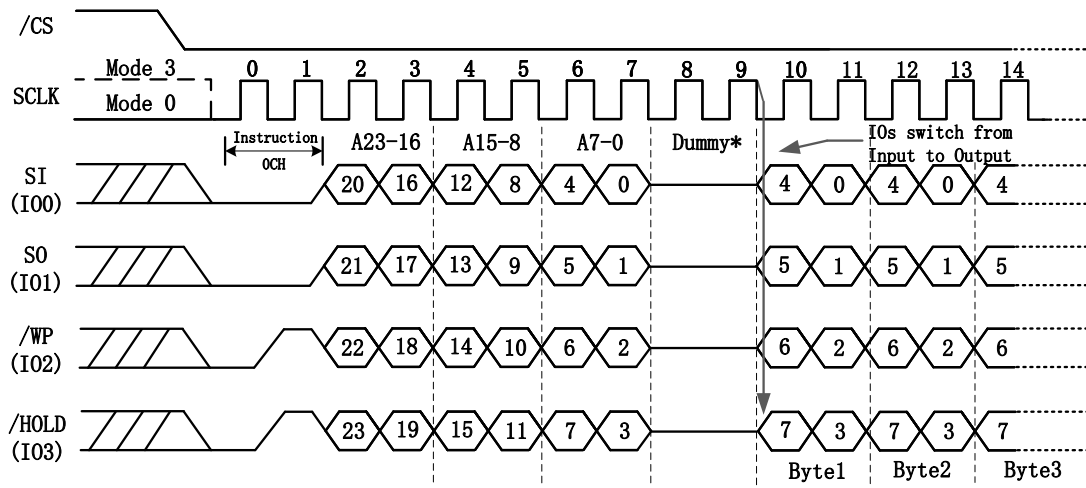 /CS
Mode 3
SCLK
Mode 0
0 1 2 3 4 5 6 7 8 9 10 11 12 13 14
Instruction
0CH
A23-16 A15-8 A7-0 Dummy*
IOs switch from
Input to Output
SI
(IO0)
20 16 12 8 4 0 4 0 4 0 4
SO
(IO1)
21 17 13 9 5 1 5 1 5 1 5
/WP
(IO2)
22 18 14 10 6 2 6 2 6 2 6
/HOLD
(IO3)
23 19 15 11 7 3 7 3 7 3 7
Byte1 Byte2 Byte3